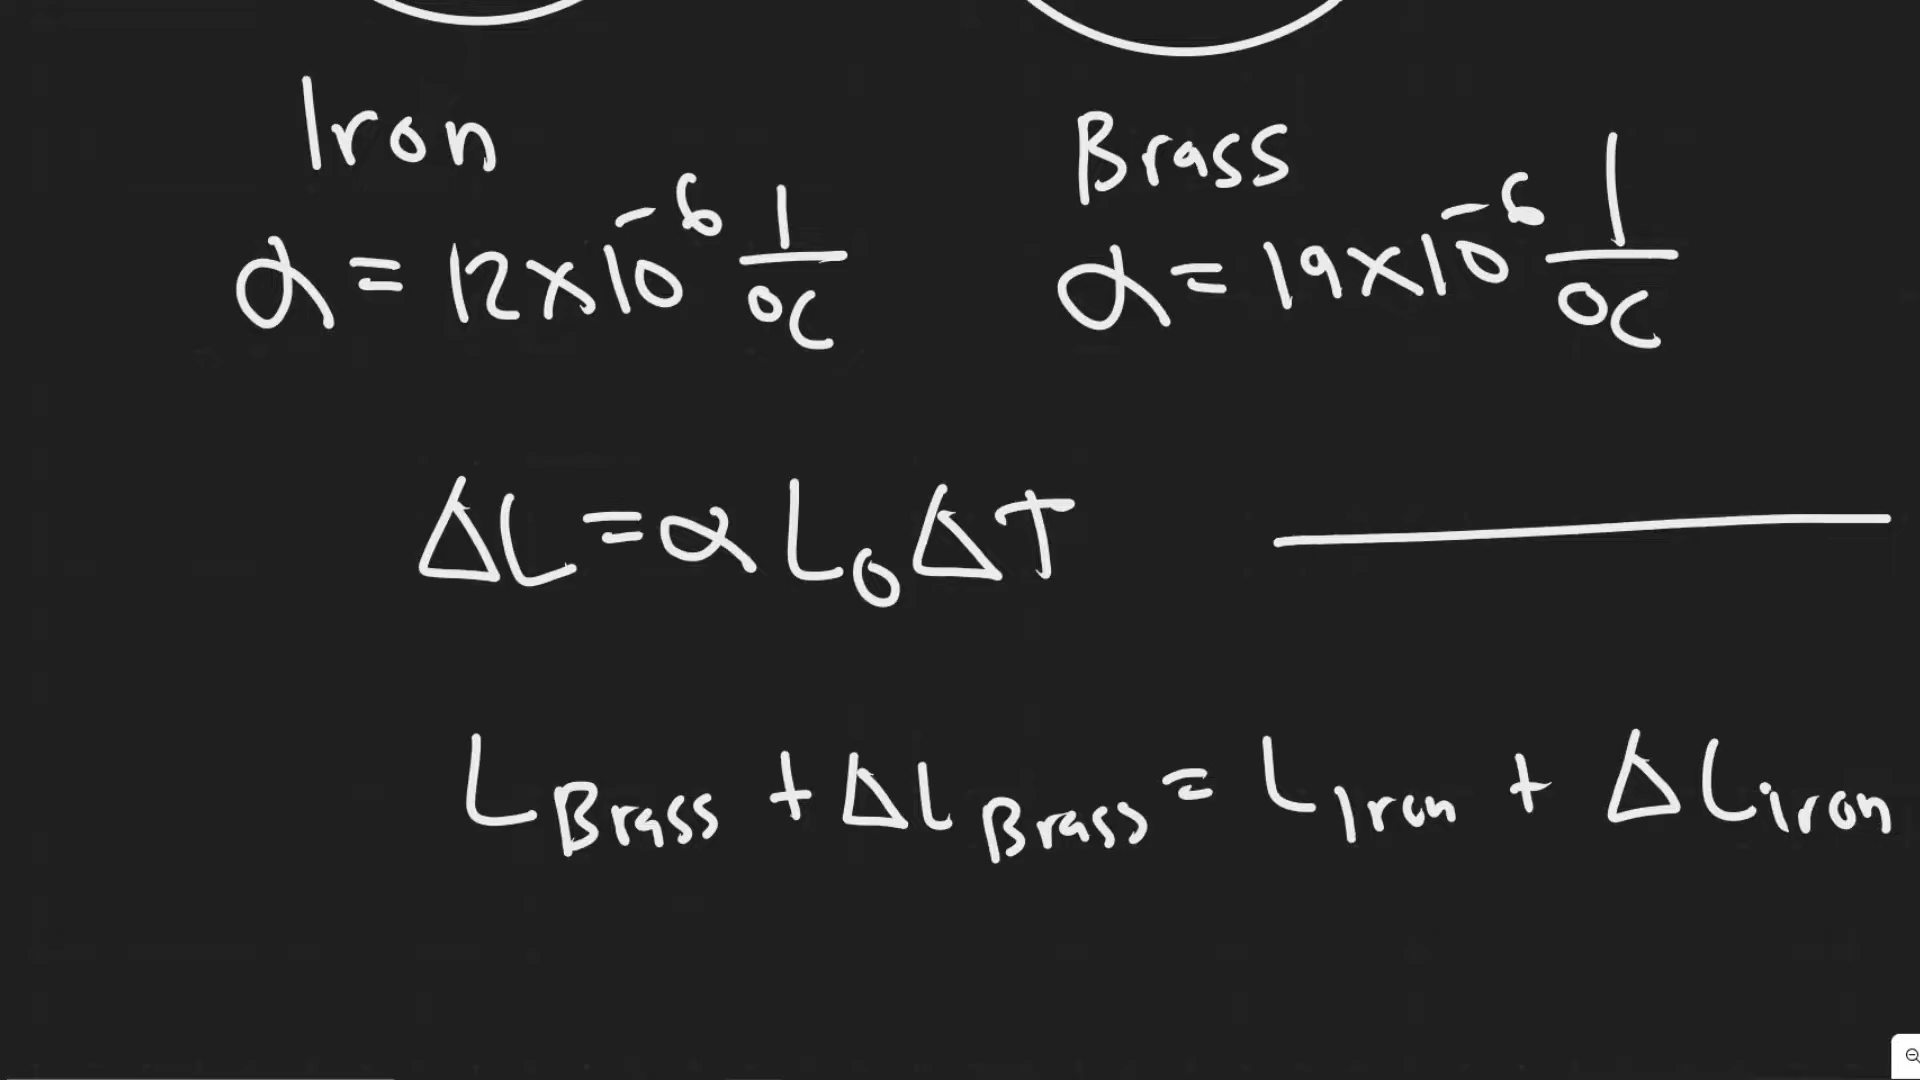 Iron
Brass
α = 12×10⁻⁶ 1/°C
α = 19×10⁻⁶ 1/°C
ΔL = α L₀ ΔT
L_Brass + ΔL_Brass = L_Iron + ΔL_iron